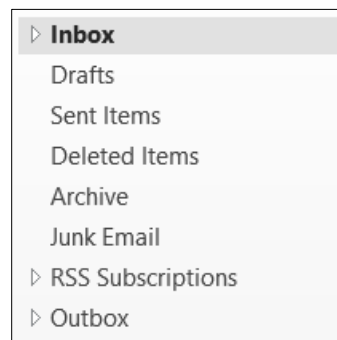 Inbox
Drafts
Sent Items
Deleted Items
Archive
Junk Email
RSS Subscriptions
Outbox